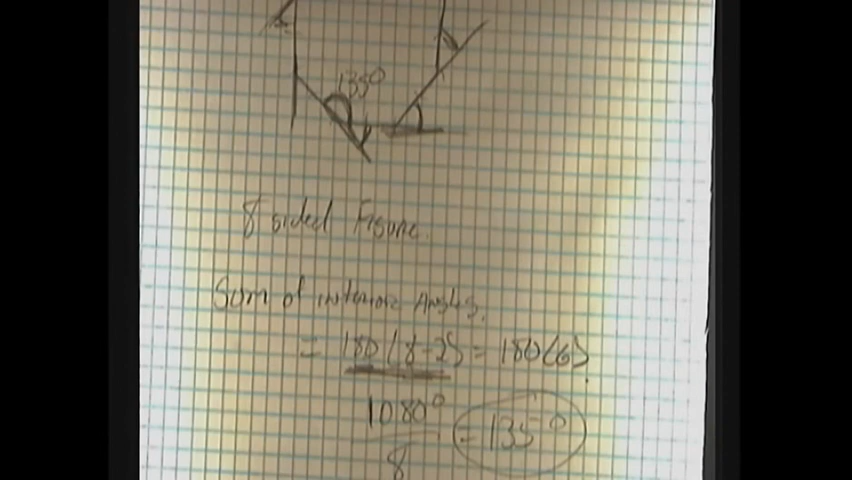 135°
8 sided Figure.
Sum of interior Angles.
= 180(8-2) = 180(6).
1080° = 135°
8